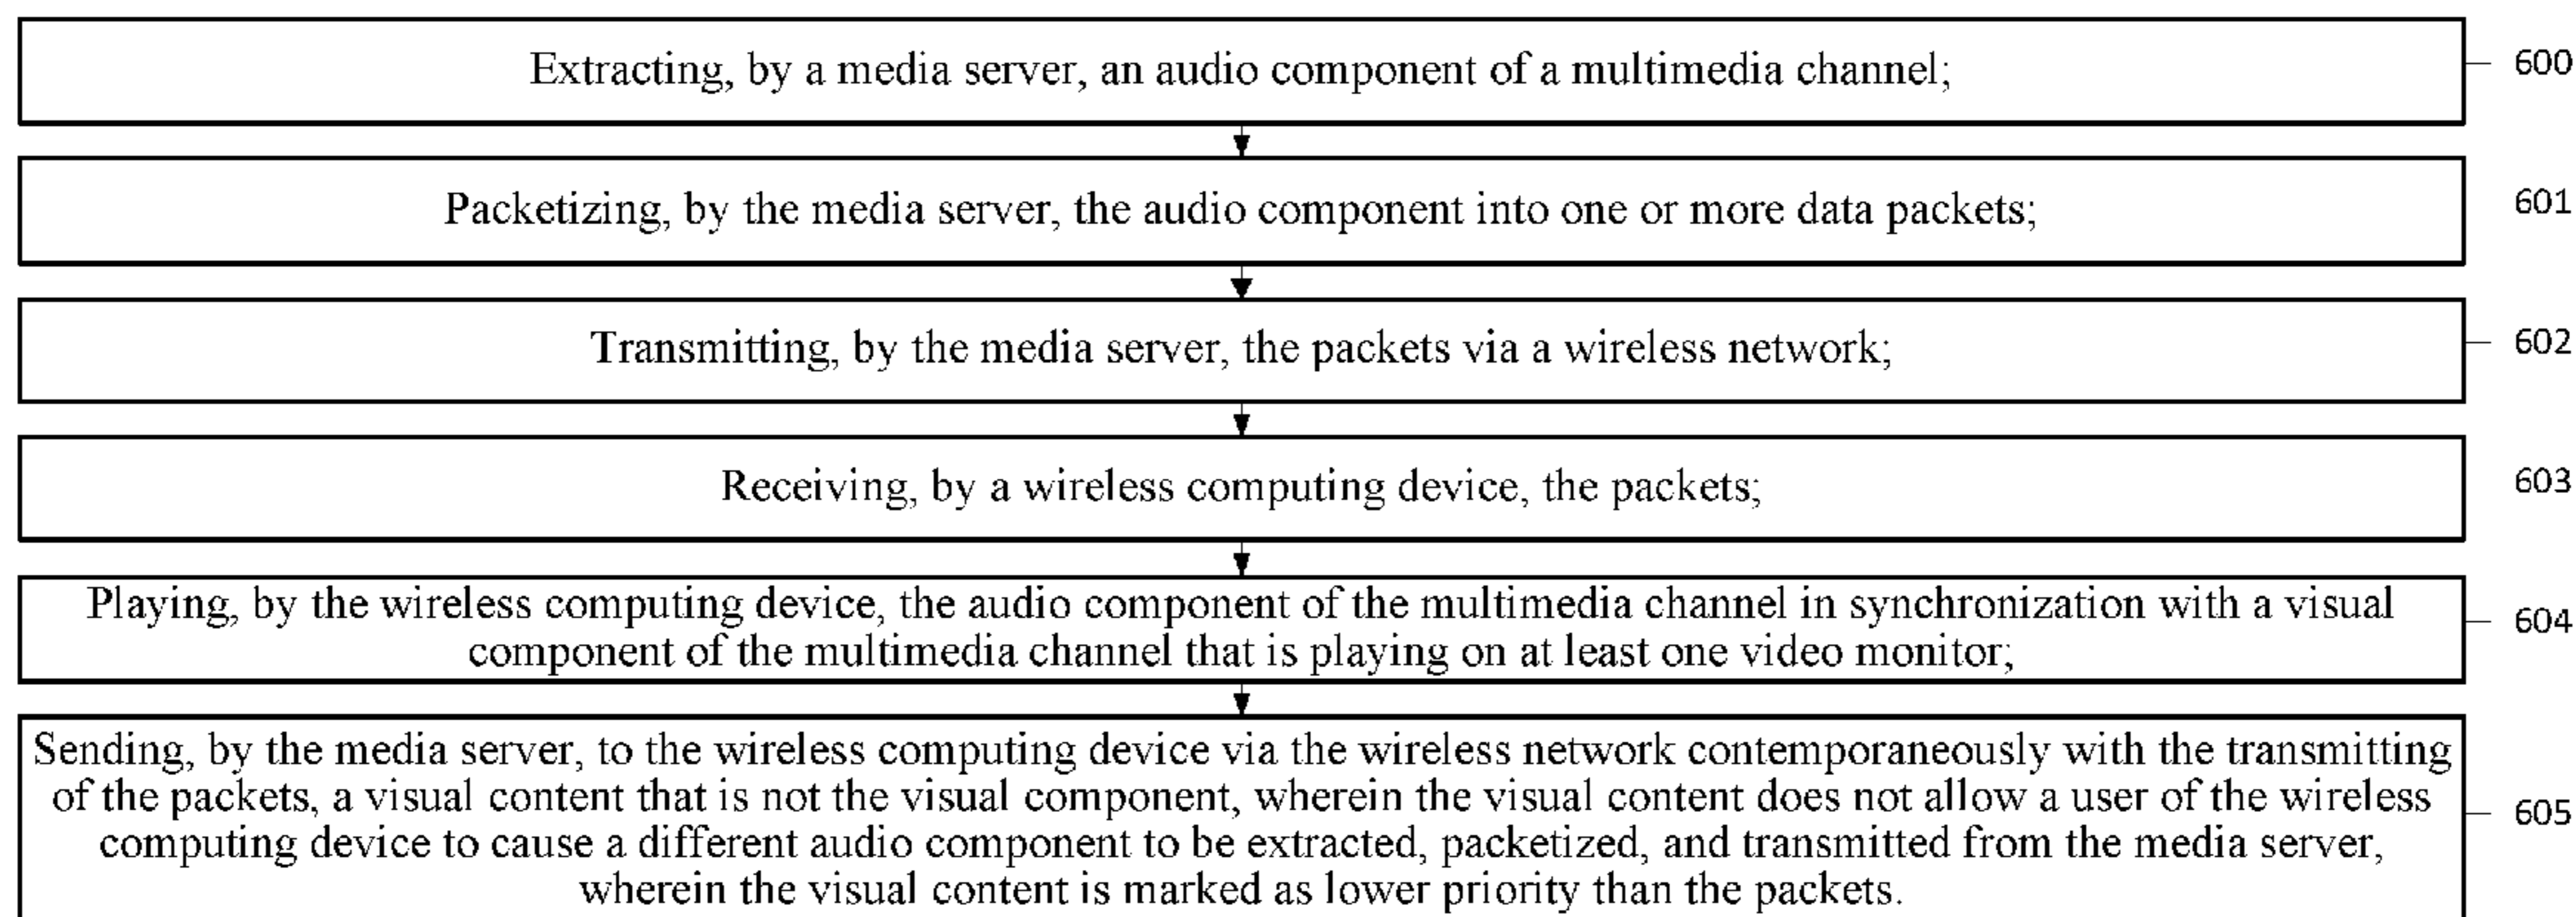 Extracting, by a media server, an audio component of a multimedia channel;
600
Packetizing, by the media server, the audio component into one or more data packets;
601
Transmitting, by the media server, the packets via a wireless network;
602
Receiving, by a wireless computing device, the packets;
603
Playing, by the wireless computing device, the audio component of the multimedia channel in synchronization with a visual
component of the multimedia channel that is playing on at least one video monitor;
604
Sending, by the media server, to the wireless computing device via the wireless network contemporaneously with the transmitting
of the packets, a visual content that is not the visual component, wherein the visual content does not allow a user of the wireless
computing device to cause a different audio component to be extracted, packetized, and transmitted from the media server,
wherein the visual content is marked as lower priority than the packets.
605